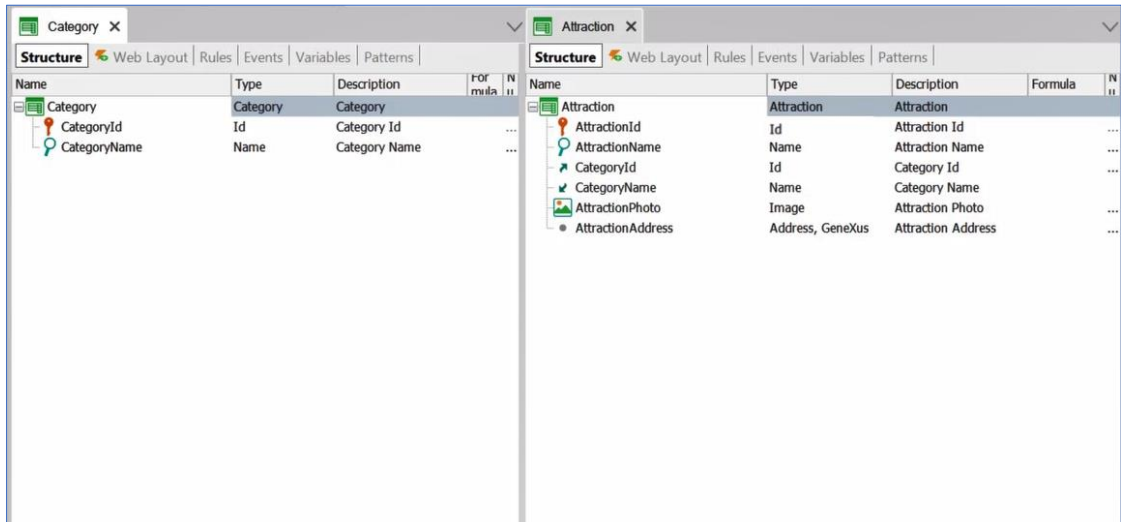 Category X
Structure Web Layout Rules Events Variables Patterns
Name Type Description For mula N u
Category Category Category
CategoryId Id Category Id ...
CategoryName Name Category Name ...
Attraction X
Structure Web Layout Rules Events Variables Patterns
Name Type Description Formula N u
Attraction Attraction Attraction
AttractionId Id Attraction Id ...
AttractionName Name Attraction Name ...
CategoryId Id Category Id ...
CategoryName Name Category Name
AttractionPhoto Image Attraction Photo ...
AttractionAddress Address, GeneXus Attraction Address ...